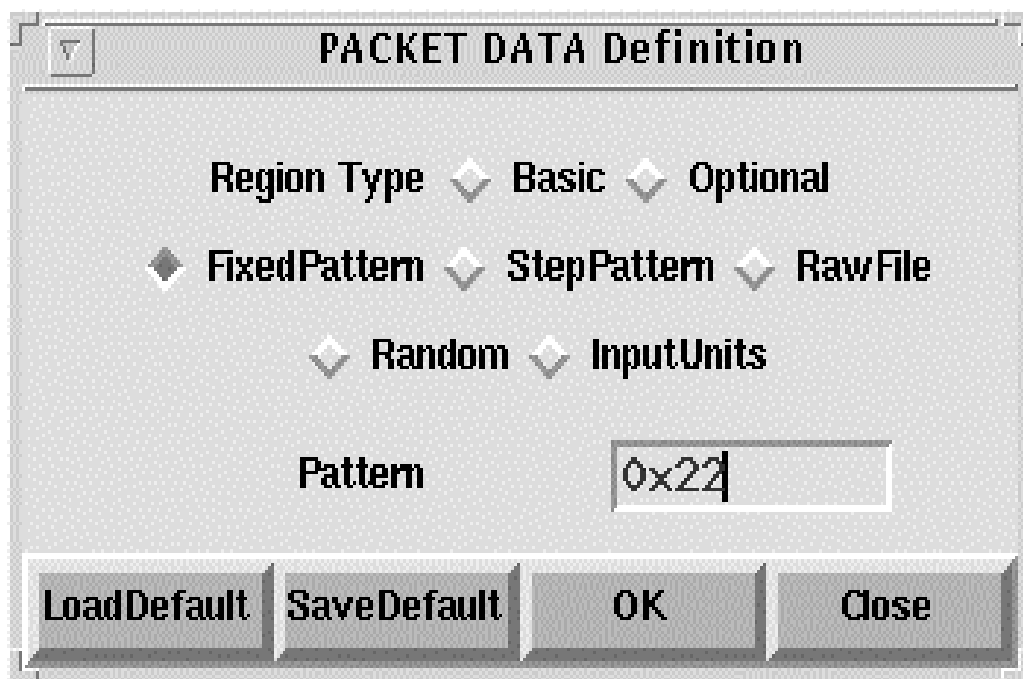 PACKET DATA Definition
Region Type Basic Optional
FixedPattern StepPattern RawFile
Random InputUnits
Pattern 0x22
LoadDefault SaveDefault OK Close